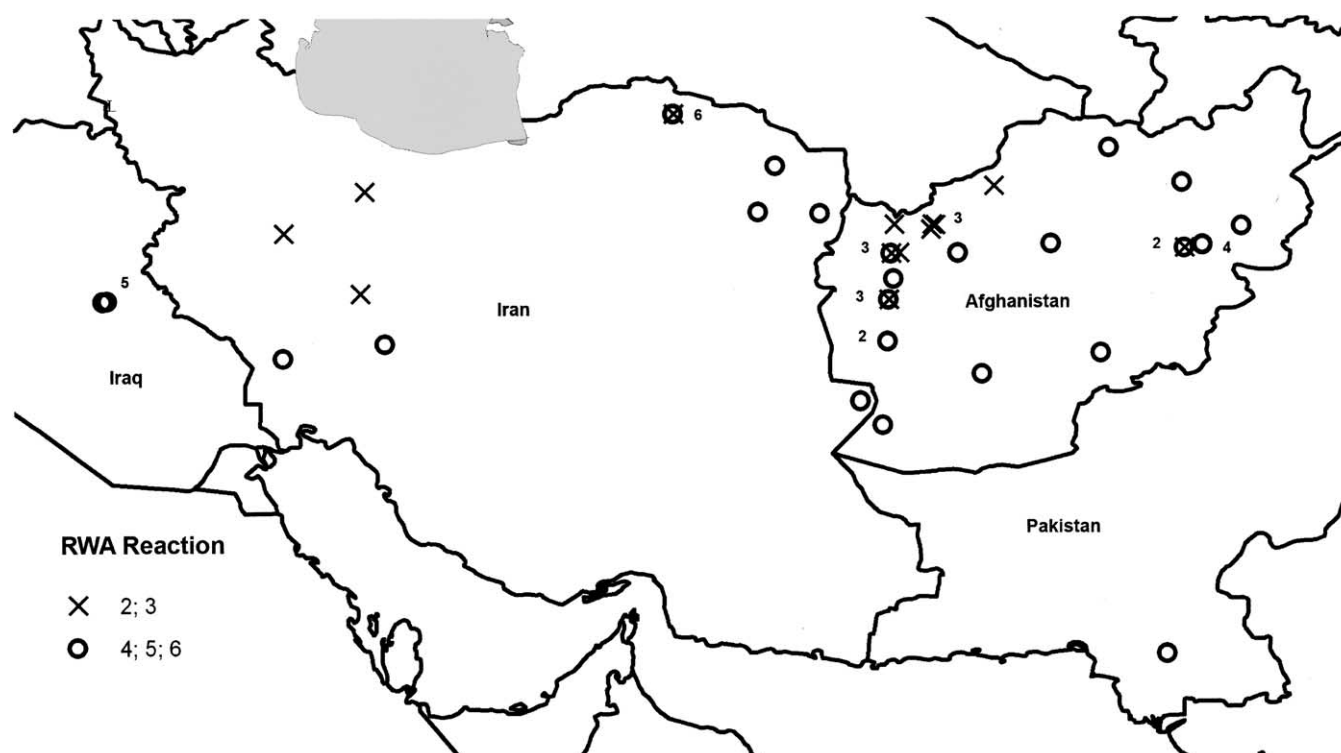 6
3
3
2
4
5
3
Iran
Afghanistan
2
Iraq
Pakistan
RWA Reaction
2; 3
4; 5; 6